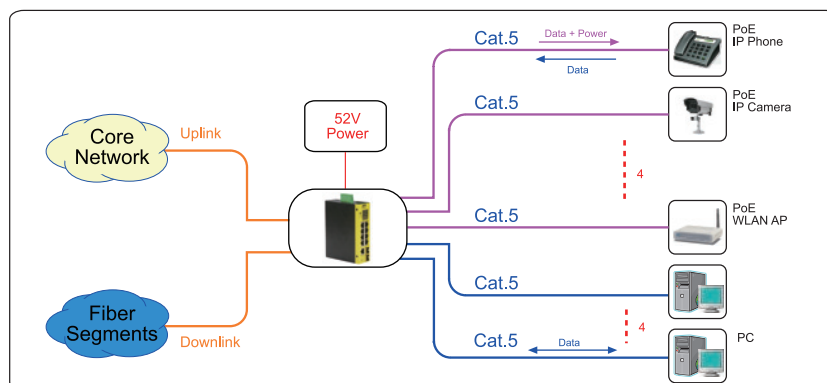 Cat.5
Data + Power
Data
PoE
IP Phone
Cat.5
PoE
IP Camera
52V
Power
Core
Network
Uplink
4
Cat.5
PoE
WLAN AP
Cat.5
Fiber
Segments
Downlink
4
Cat.5
Data
PC